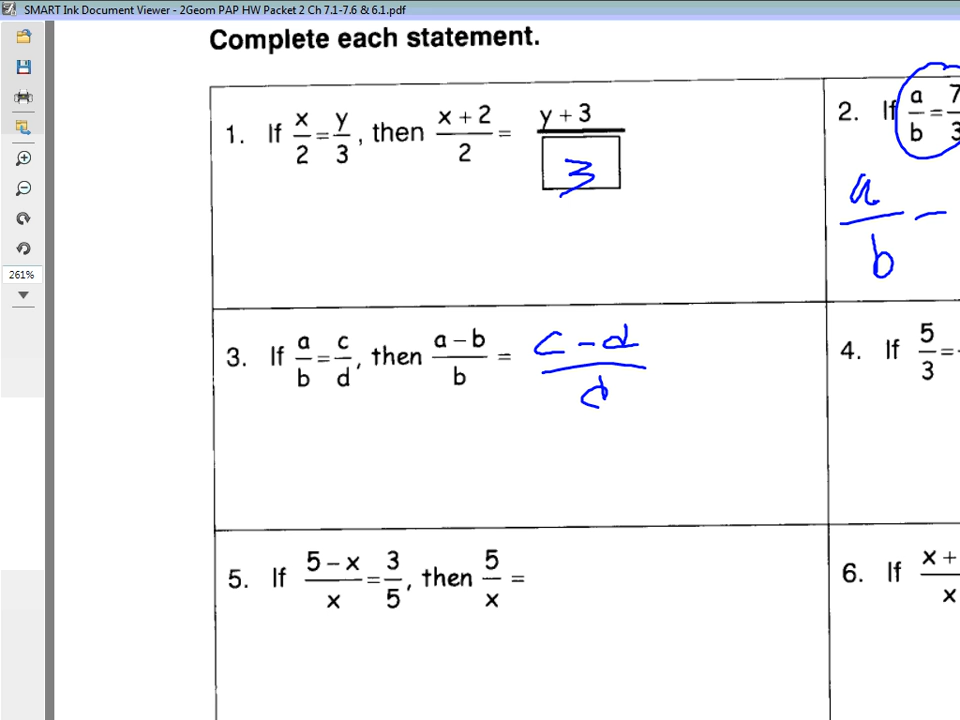 SMART Ink Document Viewer - 2Geom PAP HW Packet 2 Ch 7.1-7.6 & 6.1.pdf
261%
Complete each statement.
1. If x/2 = y/3, then (x + 2)/2 = (y + 3)/3
2. If a/b = 7/3
a/b =
3. If a/b = c/d, then (a - b)/b = (c - d)/d
4. If 5/3 =
5. If (5 - x)/x = 3/5, then 5/x =
6. If x +/x